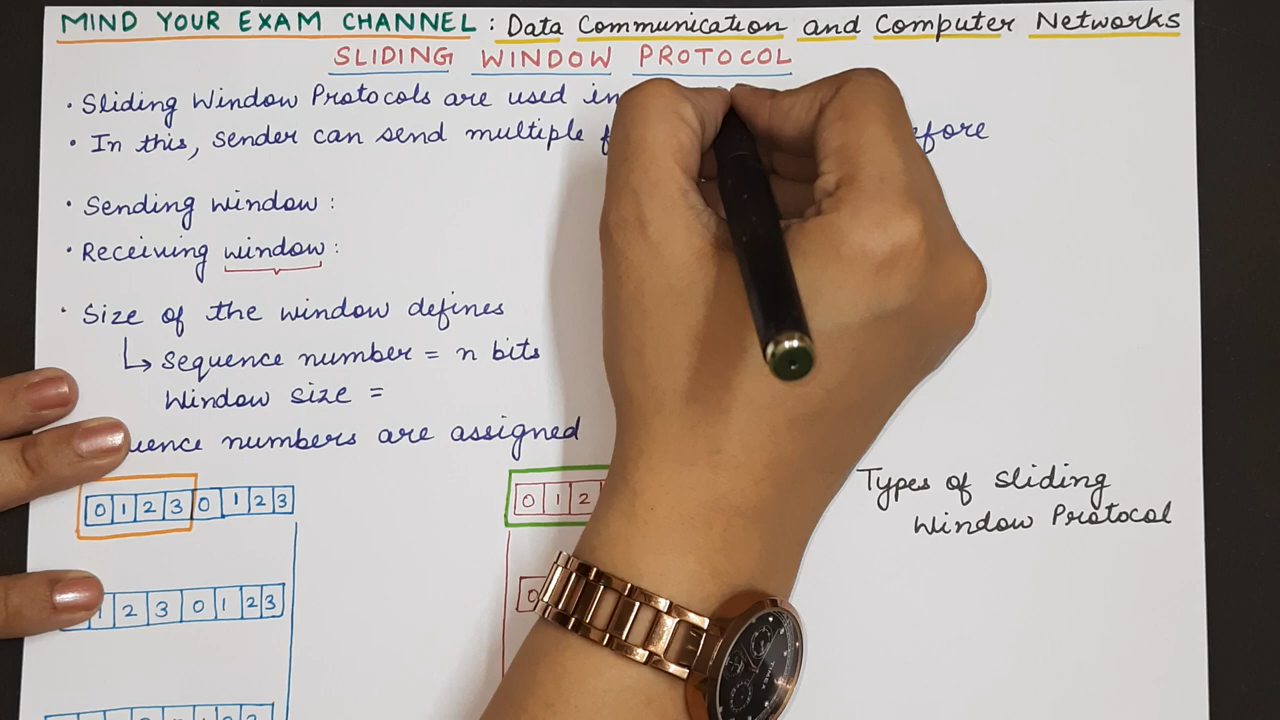 MIND YOUR EXAM CHANNEL : Data Communication and Computer Networks
SLIDING WINDOW PROTOCOL
• Sliding Window Protocols are used in
• In this, sender can send multiple
• Sending window :
• Receiving window :
• Size of the window defines
↳ sequence number = n bits
Window size =
numbers are assigned
0 1 2 3 0 1 2 3
0 1 2
Types of sliding
Window Protocol
2 3 0 1 2 3
TIMEX